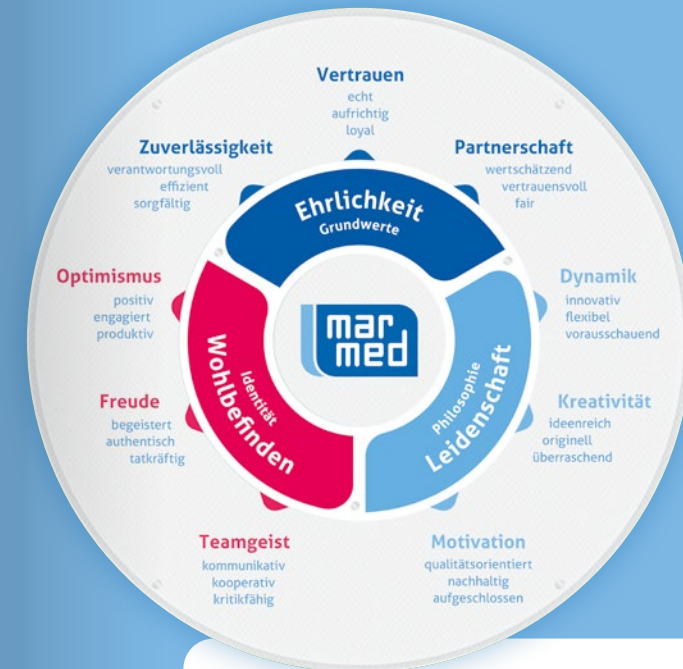 Vertrauen
echt
aufrichtig
loyal
Zuverlässigkeit
verantwortungsvoll
effizient
sorgfältig
Partnerschaft
wertschätzend
vertrauensvoll
fair
Ehrlichkeit
Grundwerte
Optimismus
positiv
engagiert
produktiv
Dynamik
innovativ
flexibel
vorausschauend
mar
med
Identität
Wohlbefinden
Philosophie
Leidenschaft
Freude
begeistert
authentisch
tatkräftig
Kreativität
ideenreich
originell
überraschend
Teamgeist
kommunikativ
kooperativ
kritikfähig
Motivation
qualitätsorientiert
nachhaltig
aufgeschlossen